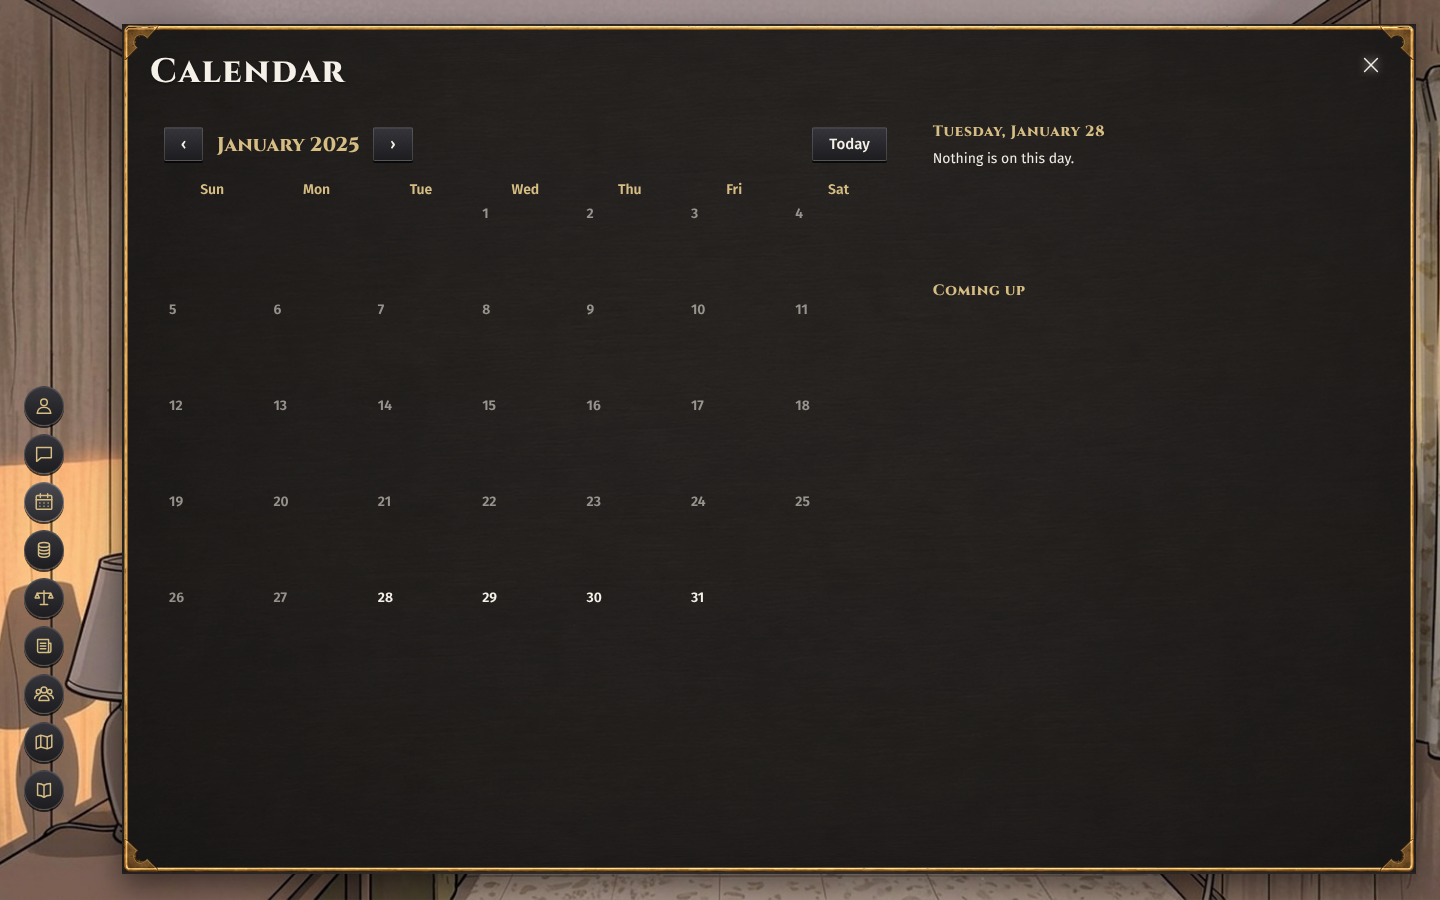 Calendar
‹ January 2025 › Today
Sun Mon Tue Wed Thu Fri Sat
1 2 3 4
5 6 7 8 9 10 11
12 13 14 15 16 17 18
19 20 21 22 23 24 25
26 27 28 29 30 31
Tuesday, January 28
Nothing is on this day.
Coming up